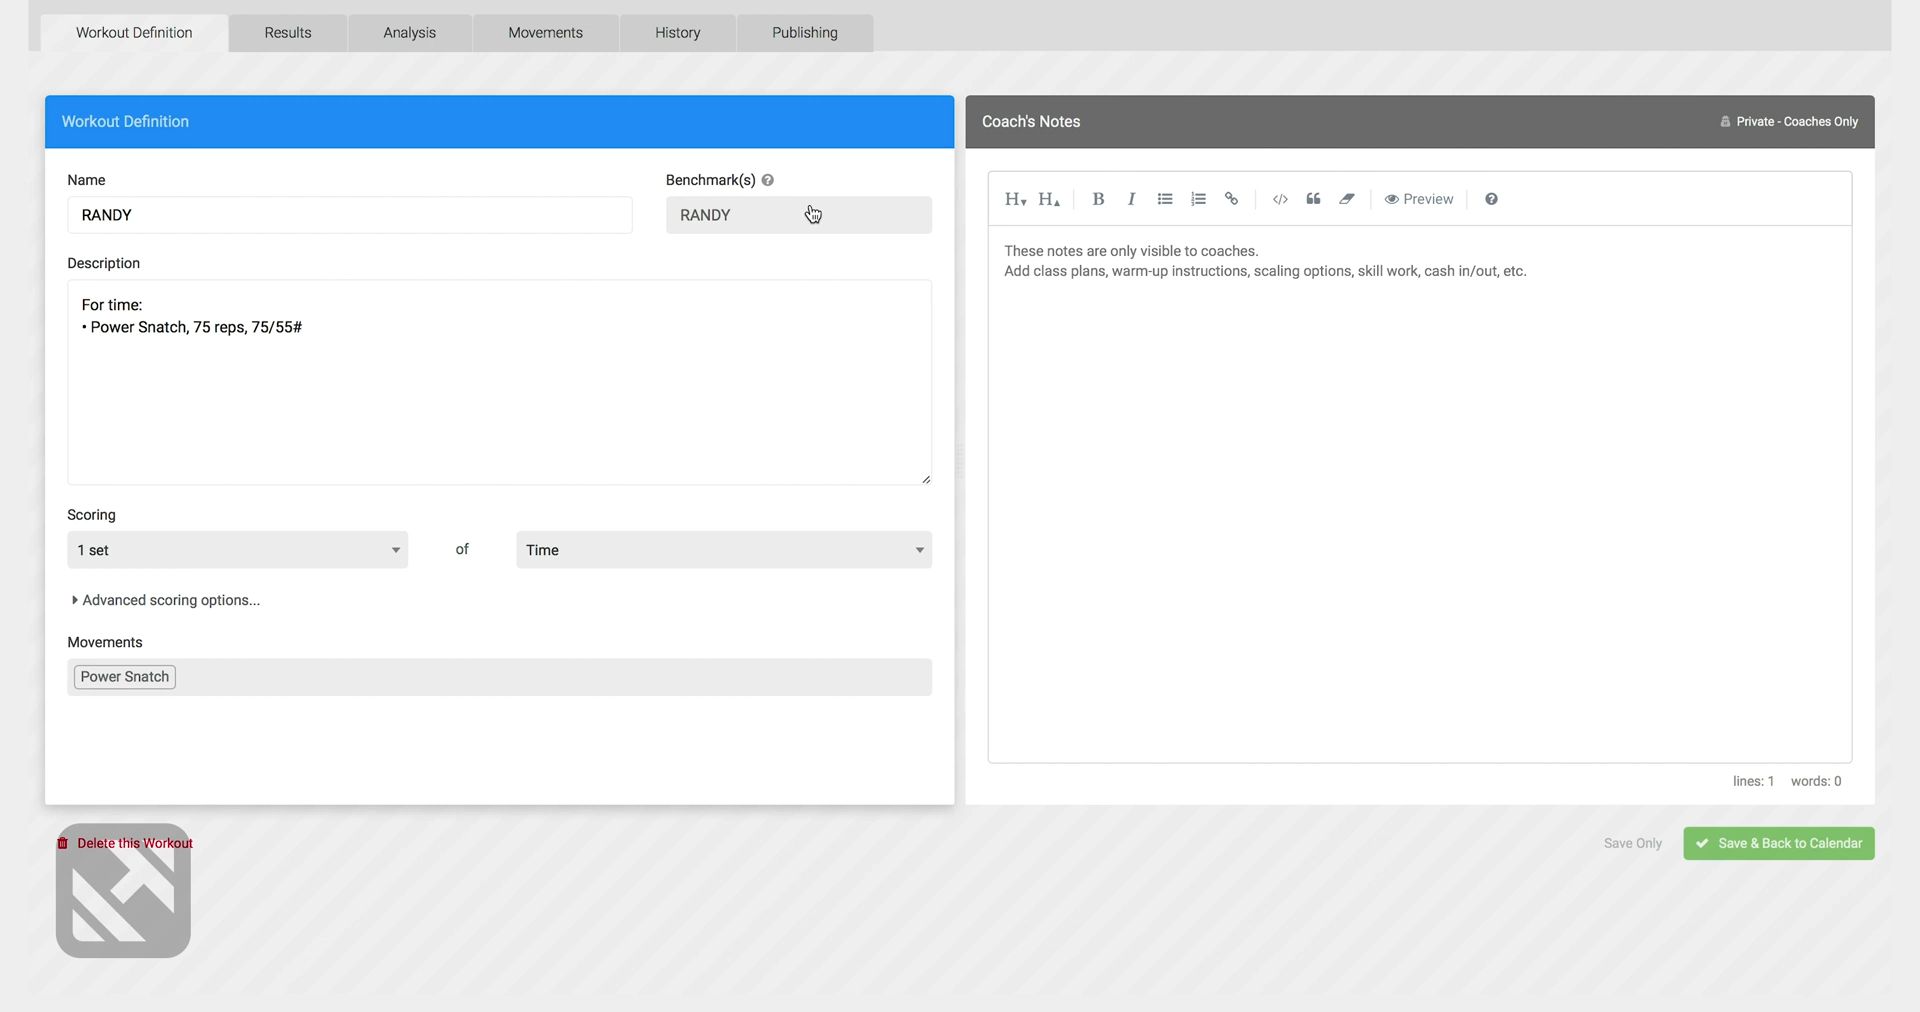 Workout Definition
Results
Analysis
Movements
History
Publishing
Workout Definition
Name
Benchmark(s)
RANDY
RANDY
Description
For time:
• Power Snatch, 75 reps, 75/55#
Scoring
1 set
of
Time
Advanced scoring options...
Movements
Power Snatch
Delete this Workout
Coach's Notes
Private - Coaches Only
H H B I Preview
These notes are only visible to coaches.
Add class plans, warm-up instructions, scaling options, skill work, cash in/out, etc.
lines: 1 words: 0
Save Only
Save & Back to Calendar